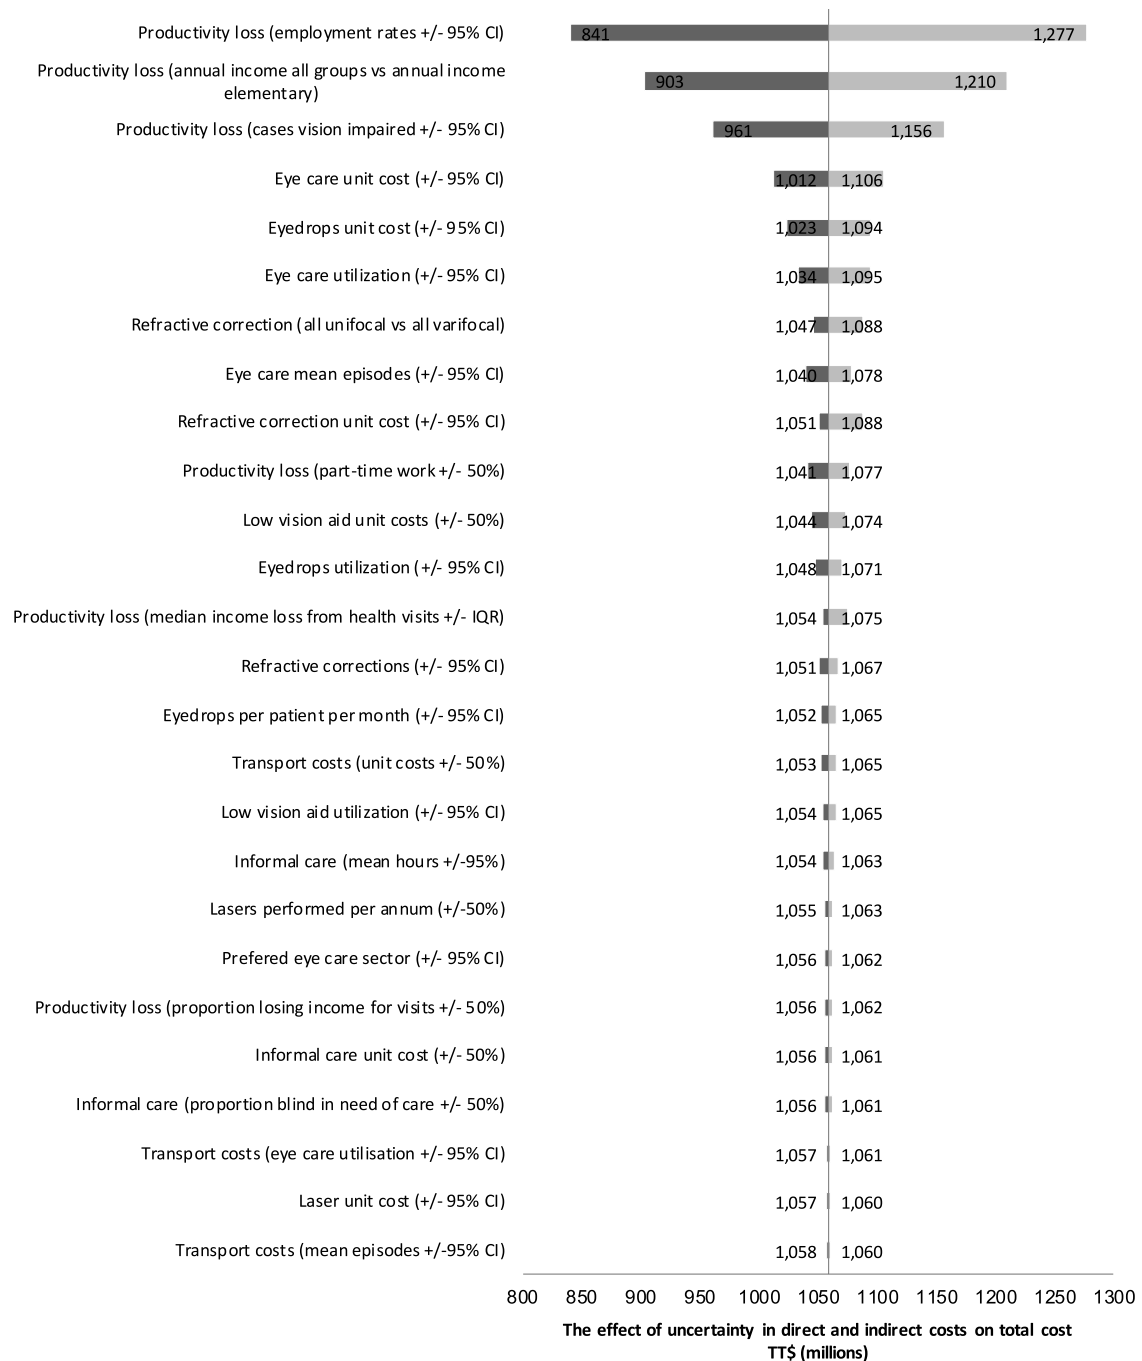 Productivity loss (employment rates +/- 95% CI) 841 1,277
Productivity loss (annual income all groups vs annual income
elementary) 903 1,210
Productivity loss (cases vision impaired +/- 95% CI) 961 1,156
Eye care unit cost (+/- 95% CI) 1,012 1,106
Eyedrops unit cost (+/- 95% CI) 1,023 1,094
Eye care utilization (+/- 95% CI) 1,034 1,095
Refractive correction (all unifocal vs all varifocal) 1,047 1,088
Eye care mean episodes (+/- 95% CI) 1,040 1,078
Refractive correction unit cost (+/- 95% CI) 1,051 1,088
Productivity loss (part-time work +/- 50%) 1,041 1,077
Low vision aid unit costs (+/- 50%) 1,044 1,074
Eyedrops utilization (+/- 95% CI) 1,048 1,071
Productivity loss (median income loss from health visits +/- IQR) 1,054 1,075
Refractive corrections (+/- 95% CI) 1,051 1,067
Eyedrops per patient per month (+/- 95% CI) 1,052 1,065
Transport costs (unit costs +/- 50%) 1,053 1,065
Low vision aid utilization (+/- 95% CI) 1,054 1,065
Informal care (mean hours +/-95%) 1,054 1,063
Lasers performed per annum (+/-50%) 1,055 1,063
Prefered eye care sector (+/- 95% CI) 1,056 1,062
Productivity loss (proportion losing income for visits +/- 50%) 1,056 1,062
Informal care unit cost (+/- 50%) 1,056 1,061
Informal care (proportion blind in need of care +/- 50%) 1,056 1,061
Transport costs (eye care utilisation +/- 95% CI) 1,057 1,061
Laser unit cost (+/- 95% CI) 1,057 1,060
Transport costs (mean episodes +/-95% CI) 1,058 1,060
800 850 900 950 1000 1050 1100 1150 1200 1250 1300
The effect of uncertainty in direct and indirect costs on total cost
TT$ (millions)